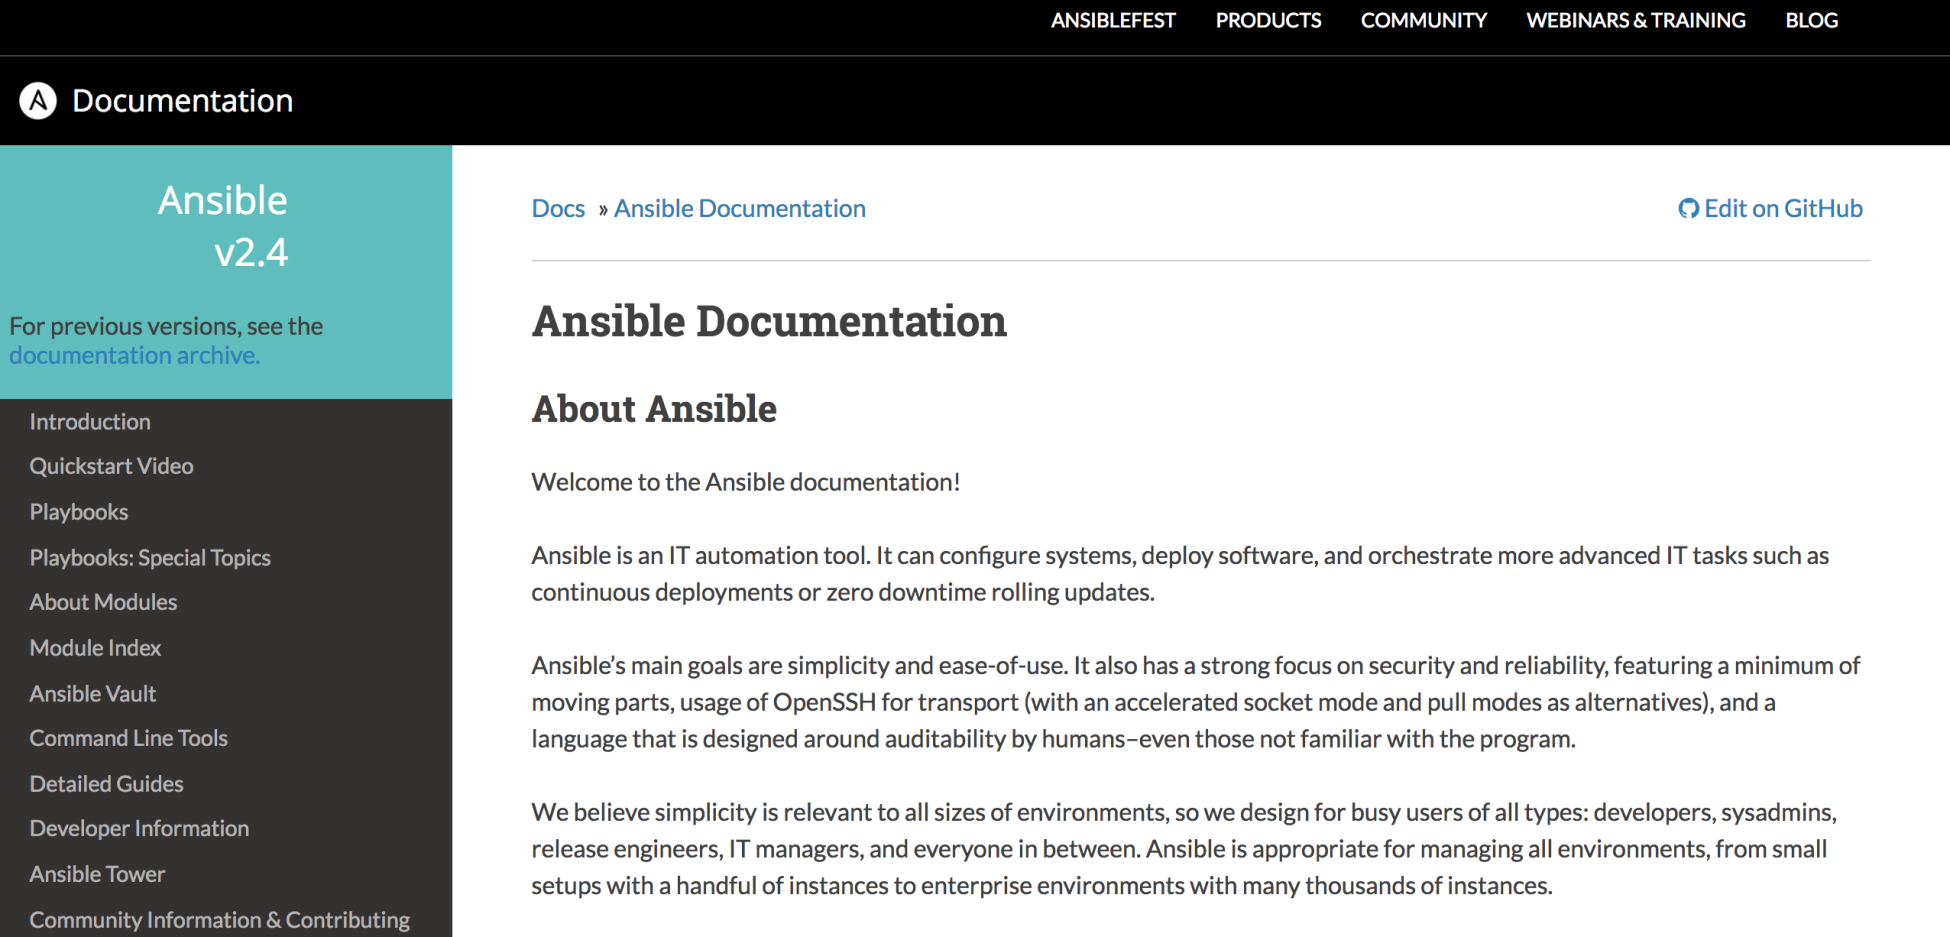 ANSIBLEFEST PRODUCTS COMMUNITY WEBINARS & TRAINING BLOG
Documentation
Ansible
v2.4
For previous versions, see the
documentation archive.
Introduction
Quickstart Video
Playbooks
Playbooks: Special Topics
About Modules
Module Index
Ansible Vault
Command Line Tools
Detailed Guides
Developer Information
Ansible Tower
Community Information & Contributing
Docs » Ansible Documentation
Edit on GitHub
Ansible Documentation
About Ansible
Welcome to the Ansible documentation!
Ansible is an IT automation tool. It can configure systems, deploy software, and orchestrate more advanced IT tasks such as
continuous deployments or zero downtime rolling updates.
Ansible’s main goals are simplicity and ease-of-use. It also has a strong focus on security and reliability, featuring a minimum of
moving parts, usage of OpenSSH for transport (with an accelerated socket mode and pull modes as alternatives), and a
language that is designed around auditability by humans–even those not familiar with the program.
We believe simplicity is relevant to all sizes of environments, so we design for busy users of all types: developers, sysadmins,
release engineers, IT managers, and everyone in between. Ansible is appropriate for managing all environments, from small
setups with a handful of instances to enterprise environments with many thousands of instances.